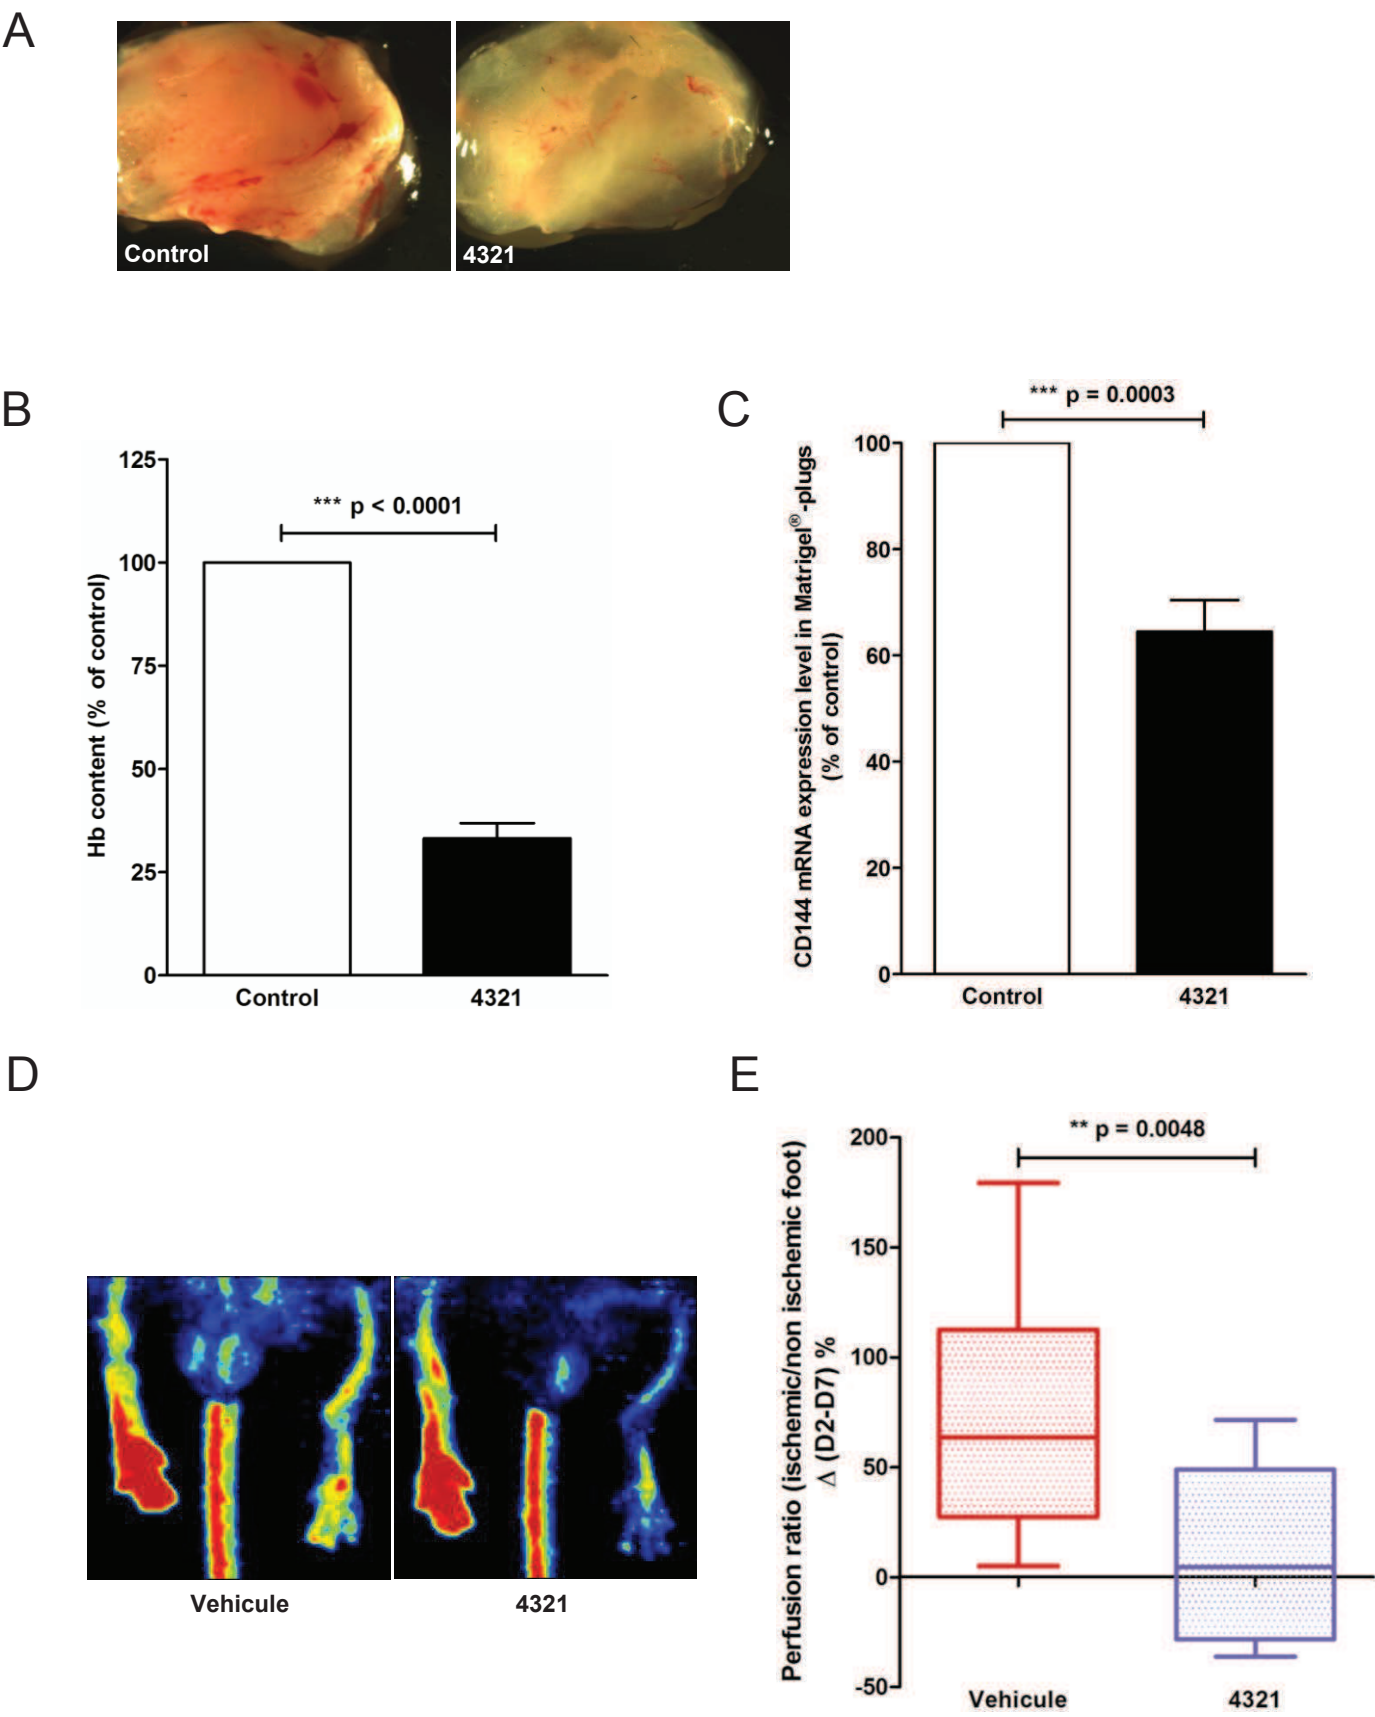 A
Control
4321
B
125
100
75
50
25
0
Hb content (% of control)
*** p < 0.0001
Control
4321
C
*** p = 0.0003
100
80
60
40
20
0
CD144 mRNA expression level in Matrigel®-plugs
(% of control)
Control
4321
D
Vehicule
4321
E
200
150
100
50
0
-50
Perfusion ratio (ischemic/non ischemic foot)
Δ (D2-D7) %
** p = 0.0048
Vehicule
4321